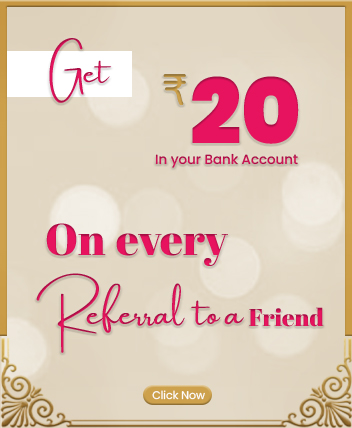 Get
₹20
In your Bank Account
On every
Referral to a Friend
Click Now